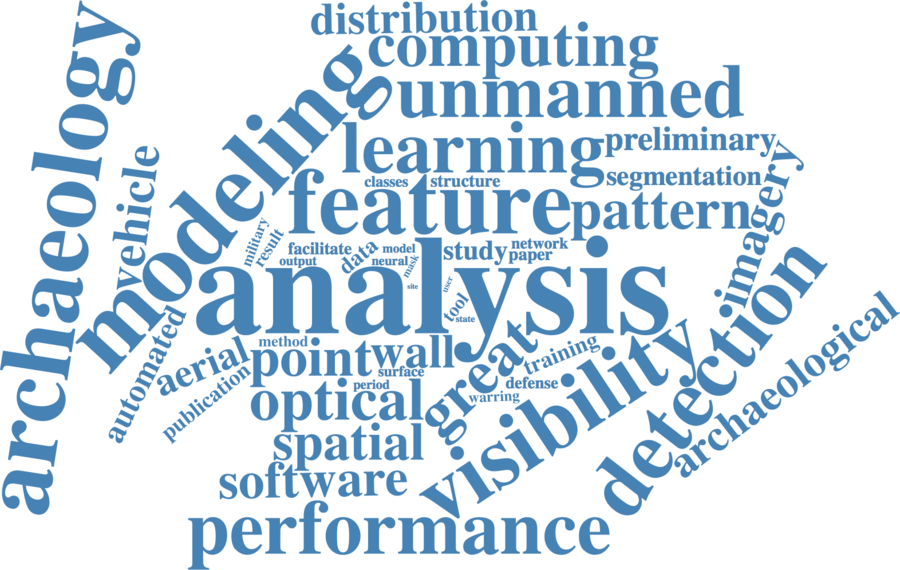 distribution
computing
unmanned
archaeology
modeling
vehicle
learning
preliminary
classes structure
segmentation
imagery
feature
pattern
military
result
facilitate
data
model
study
network
output
neural
mask
paper
analysis
site
user
tool
state
detection
automated
aerial
method
point
wall
great
training
visibility
archaeological
publication
surface
period
defense
warring
optical
spatial
software
performance